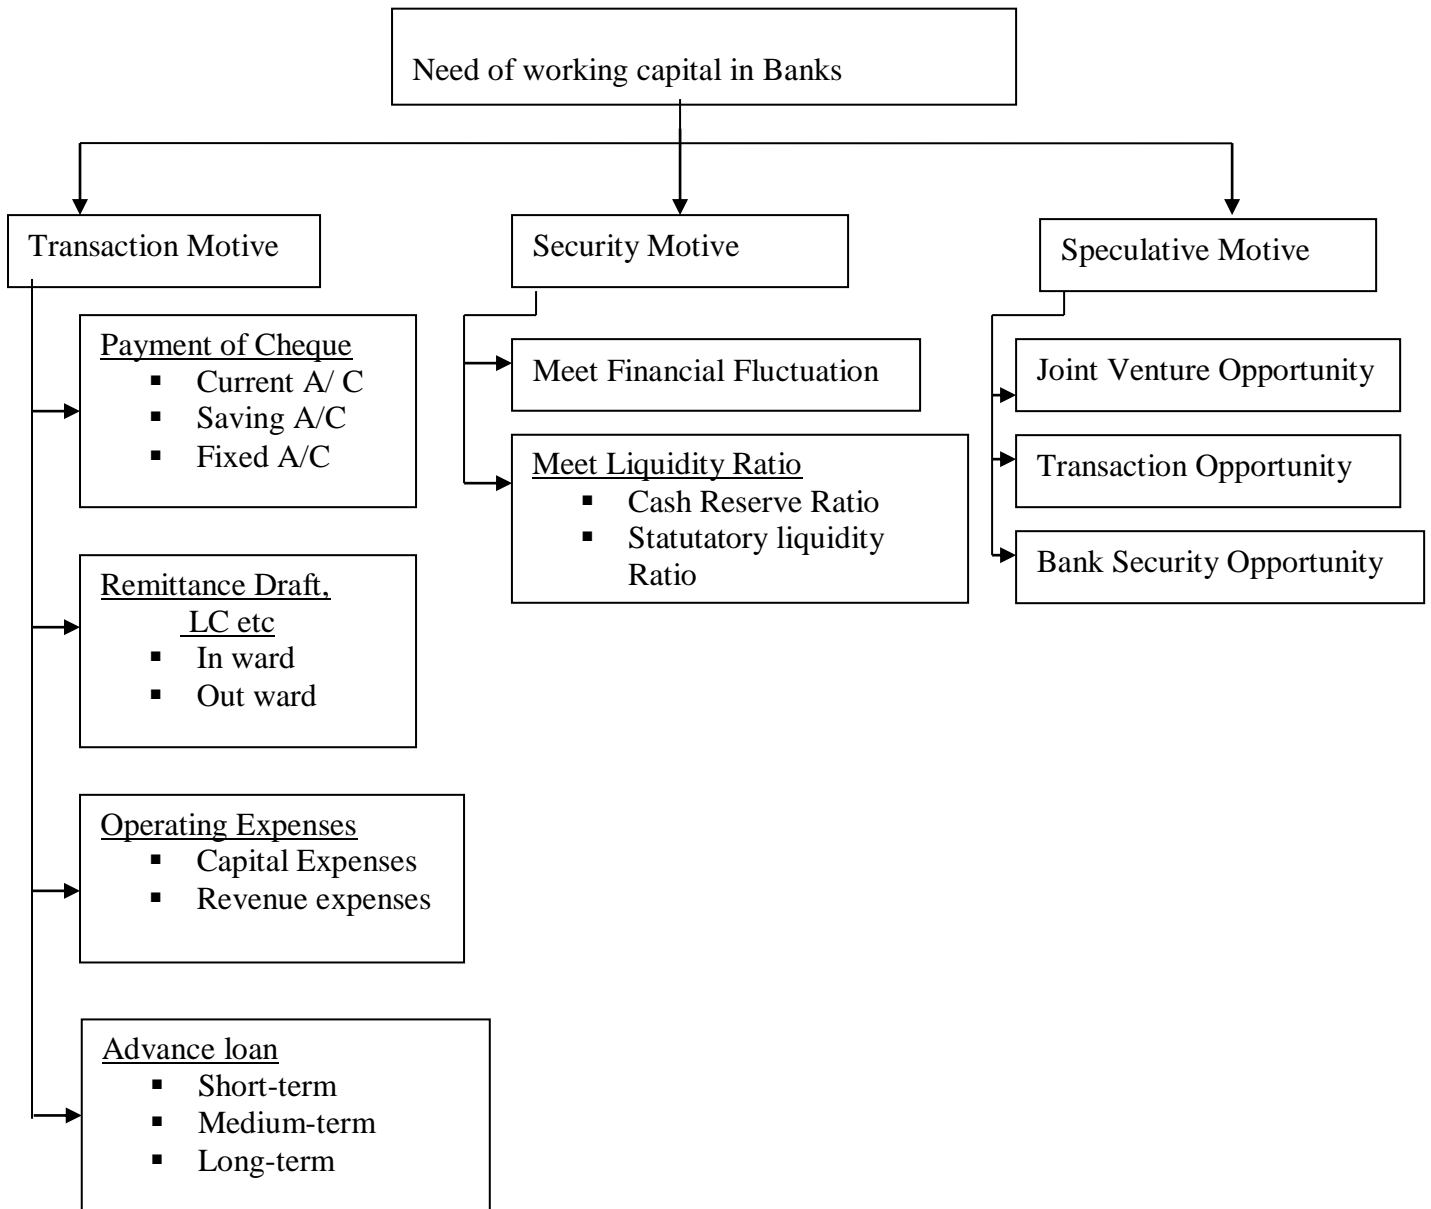 Need of working capital in Banks
Transaction Motive
Payment of Cheque
▪ Current A/ C
▪ Saving A/C
▪ Fixed A/C
Remittance Draft,
LC etc
▪ In ward
▪ Out ward
Operating Expenses
▪ Capital Expenses
▪ Revenue expenses
Advance loan
▪ Short-term
▪ Medium-term
▪ Long-term
Security Motive
Meet Financial Fluctuation
Meet Liquidity Ratio
▪ Cash Reserve Ratio
▪ Statutatory liquidity
Ratio
Speculative Motive
Joint Venture Opportunity
Transaction Opportunity
Bank Security Opportunity